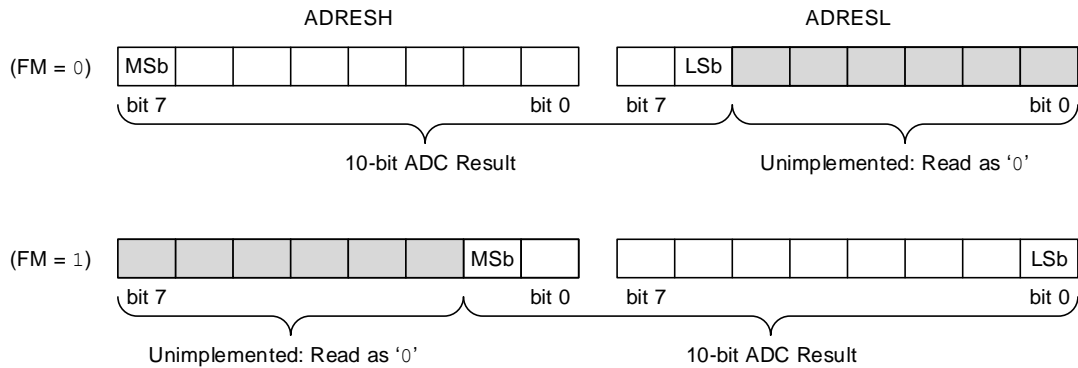 ADRESH ADRESL
(FM = 0) MSb LSb
bit 7 bit 0 bit 7 bit 0
10-bit ADC Result Unimplemented: Read as ‘0’
(FM = 1) MSb LSb
bit 7 bit 0 bit 7 bit 0
Unimplemented: Read as ‘0’ 10-bit ADC Result